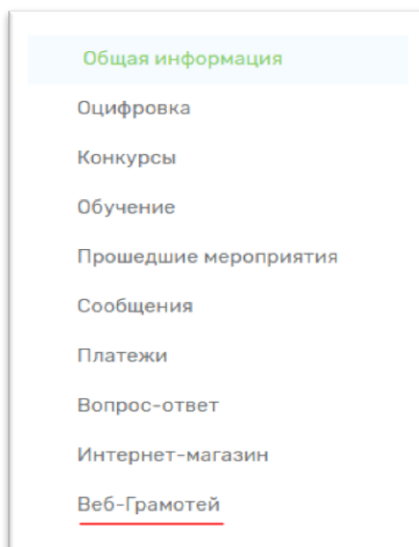 Общая информация
Оцифровка
Конкурсы
Обучение
Прошедшие мероприятия
Сообщения
Платежи
Вопрос-ответ
Интернет-магазин
Веб-Грамотей